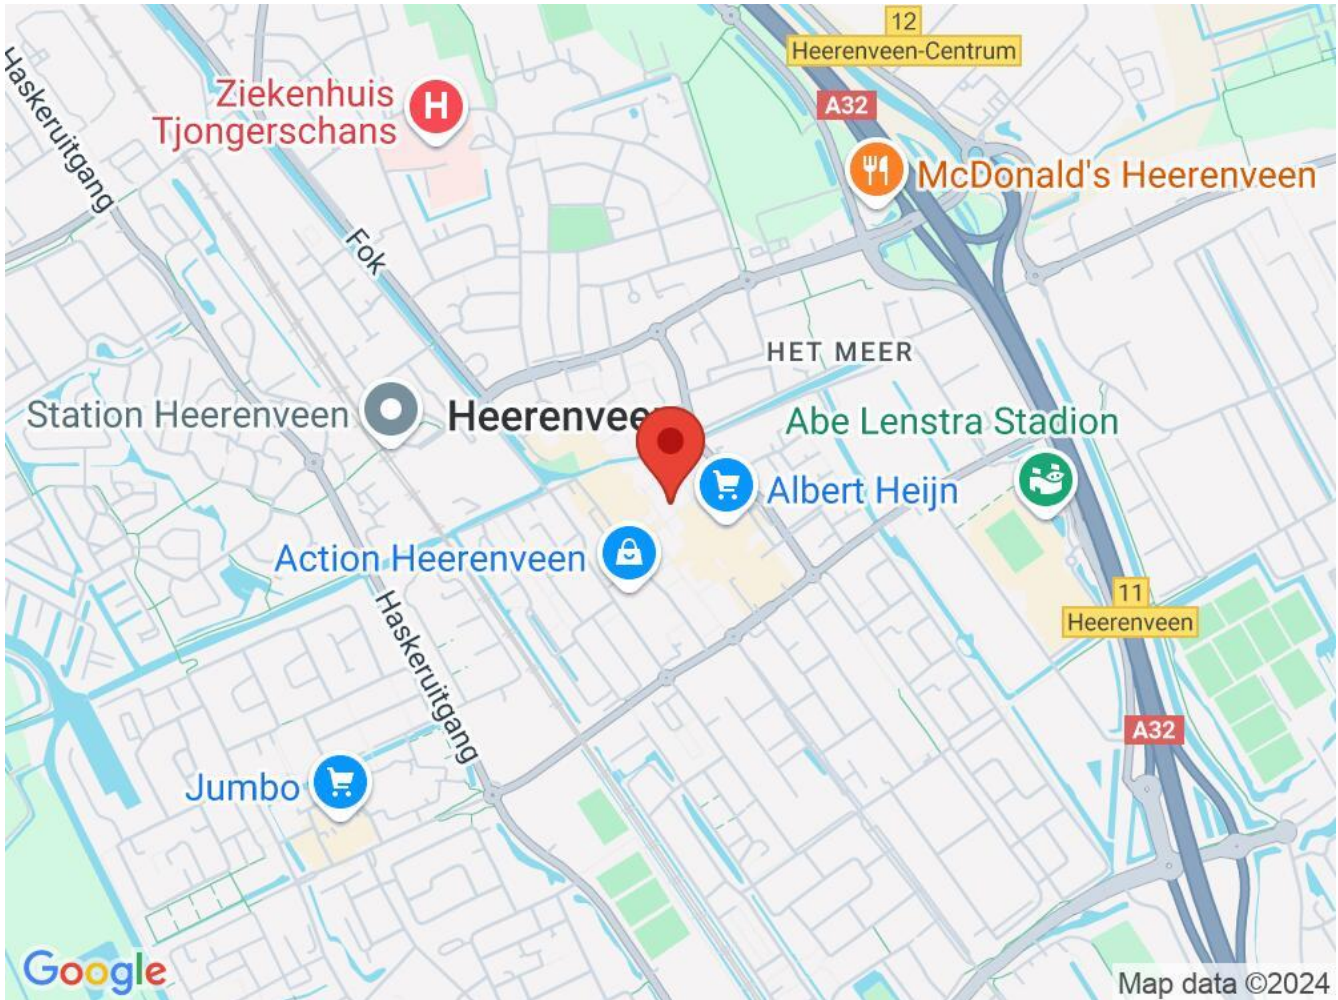 12
Heerenveen-Centrum
A32
Ziekenhuis
Tjongerschans
Haskeruitgang
McDonald's Heerenveen
Fok
HET MEER
Station Heerenveen
Heerenveen
Abe Lenstra Stadion
Albert Heijn
Action Heerenveen
11
Heerenveen
Haskeruitgang
A32
Jumbo
Google
Map data ©2024